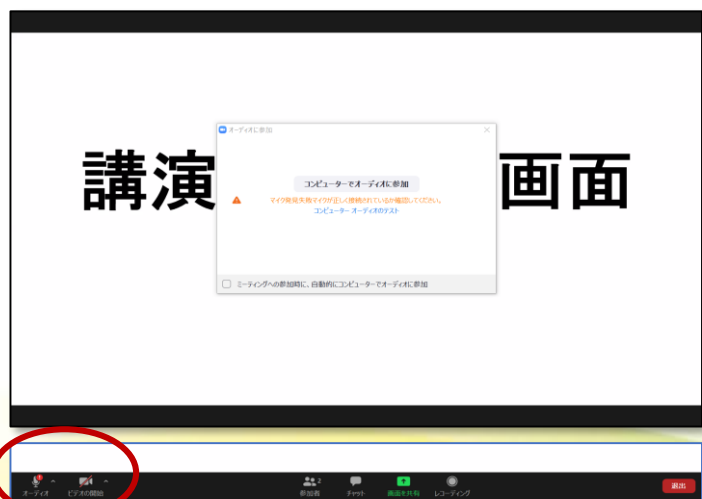 オーディオに参加
講演
画面
コンピューターでオーディオに参加
マイク発見失敗マイクが正しく接続されているか確認してください。
コンピューター オーディオのテスト
ミーティングへの参加時に、自動的にコンピューターでオーディオに参加
オーディオ
ビデオの開始
参加者
2
チャット
画面を共有
レコーディング
退出